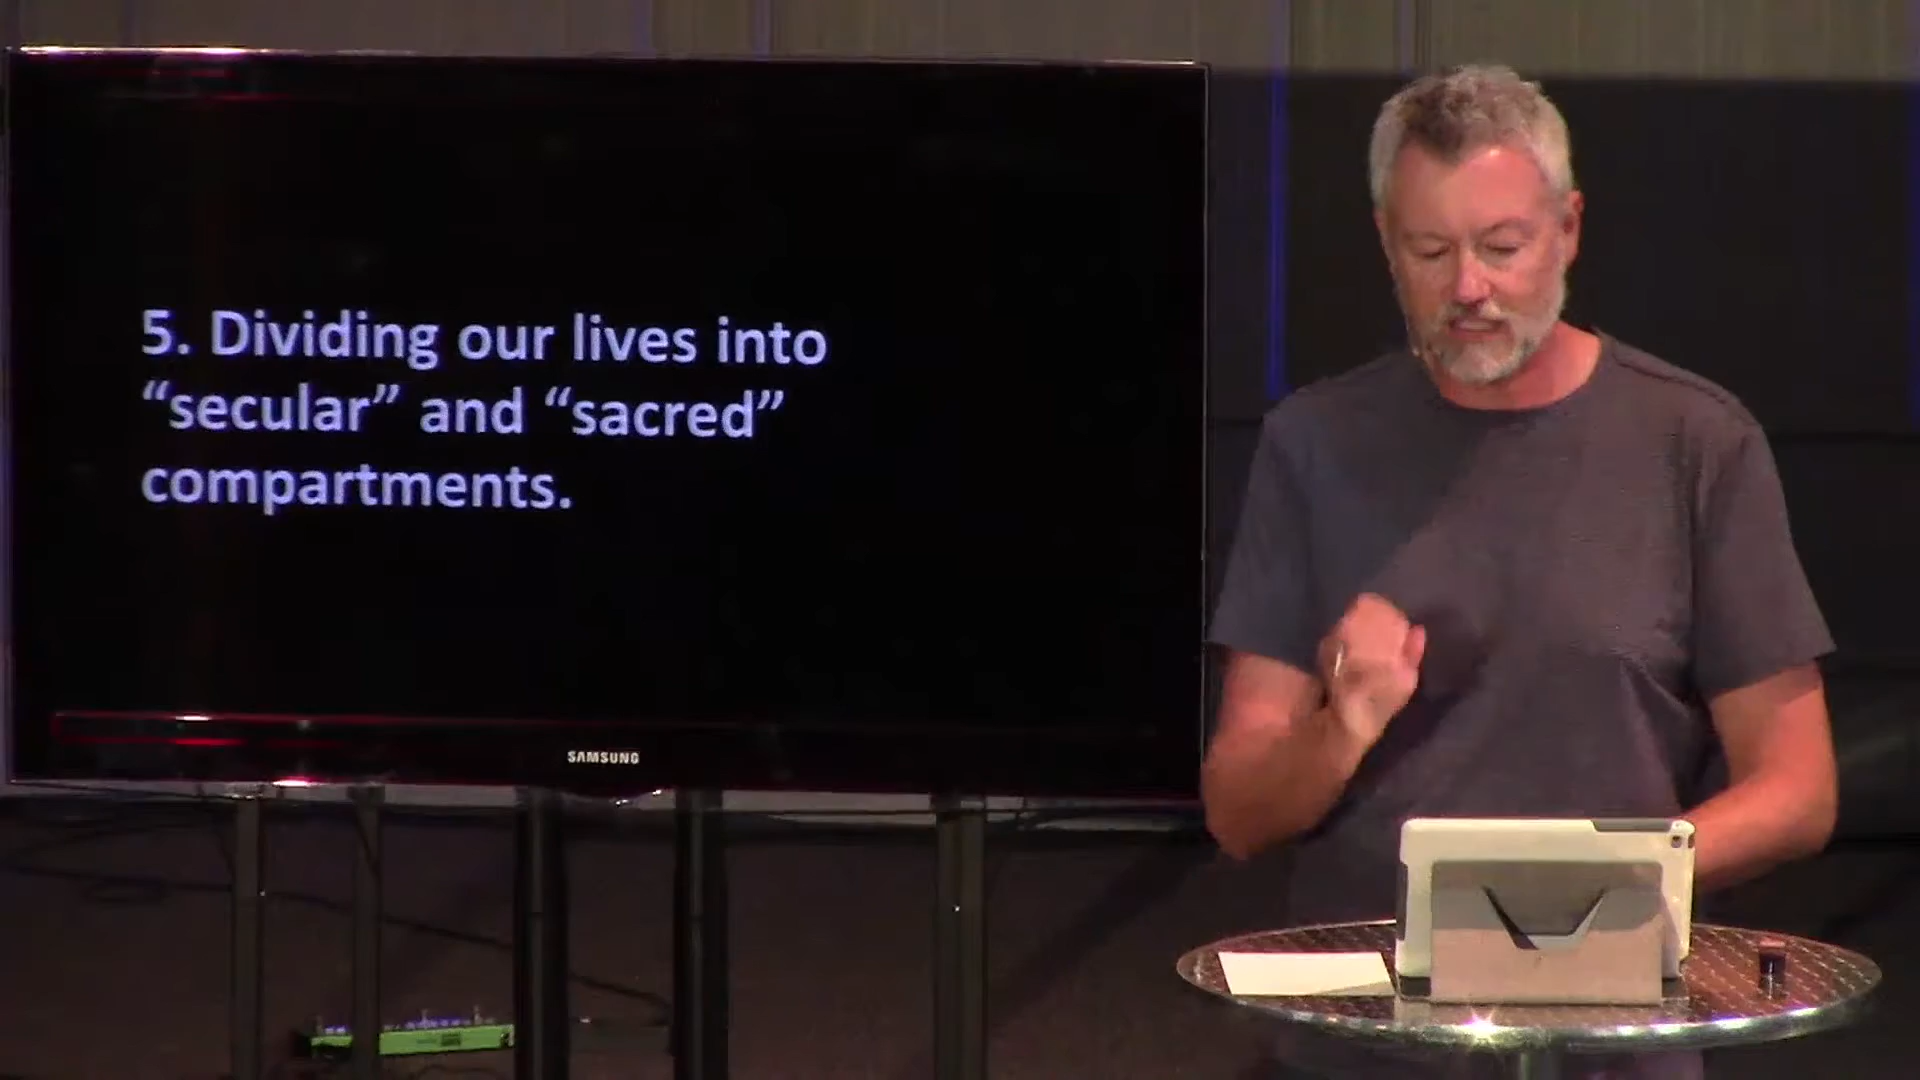 5. Dividing our lives into
“secular” and “sacred”
compartments.
SAMSUNG